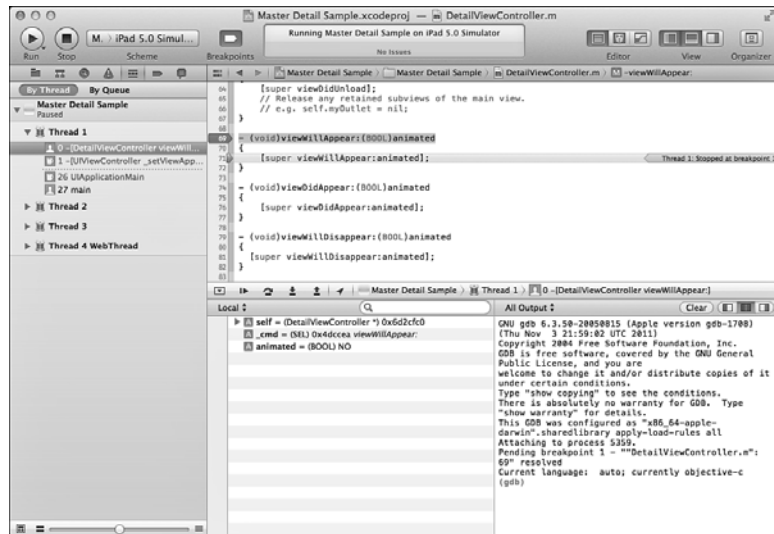 Master Detail Sample.xcodeproj — DetailViewController.m
M. 〉 iPad 5.0 Simul...
Running Master Detail Sample on iPad 5.0 Simulator
No Issues
Run Stop Scheme Breakpoints Editor View Organizer
By Thread By Queue
Master Detail Sample 〉 Master Detail Sample 〉 DetailViewController.m 〉 M -viewWillAppear:
Master Detail Sample
Paused
Thread 1
0 -[DetailViewController viewWill...
1 -[UIViewController _setViewApp...
26 UIApplicationMain
27 main
Thread 2
Thread 3
Thread 4 WebThread
64 [super viewDidUnload];
65 // Release any retained subviews of the main view.
66 // e.g. self.myOutlet = nil;
67 }
68
69 - (void)viewWillAppear:(BOOL)animated
70 {
71 [super viewWillAppear:animated]; Thread 1: Stopped at breakpoint 1
72 }
73
74 - (void)viewDidAppear:(BOOL)animated
75 {
76 [super viewDidAppear:animated];
77 }
78
79 - (void)viewWillDisappear:(BOOL)animated
80 {
81 [super viewWillDisappear:animated];
82 }
83
Master Detail Sample 〉 Thread 1 〉 0 -[DetailViewController viewWillAppear:]
Local
self = (DetailViewController *) 0x6d2cfc0
_cmd = (SEL) 0x4dccea viewWillAppear:
animated = (BOOL) NO
All Output Clear
GNU gdb 6.3.50-20050815 (Apple version gdb-1708)
(Thu Nov  3 21:59:02 UTC 2011)
Copyright 2004 Free Software Foundation, Inc.
GDB is free software, covered by the GNU General
Public License, and you are
welcome to change it and/or distribute copies of it
under certain conditions.
Type "show copying" to see the conditions.
There is absolutely no warranty for GDB.  Type
"show warranty" for details.
This GDB was configured as "x86_64-apple-
darwin".sharedlibrary apply-load-rules all
Attaching to process 5359.
Pending breakpoint 1 - ""DetailViewController.m":
69" resolved
Current language:  auto; currently objective-c
(gdb)